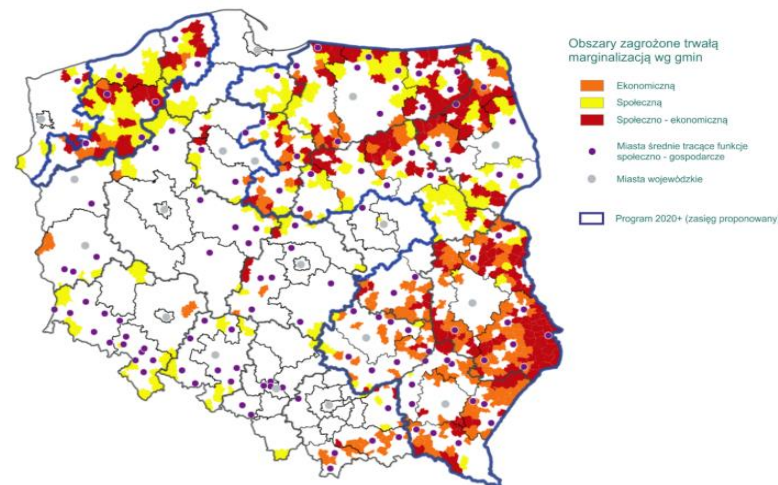 Obszary zagrożone trwałą
marginalizacją wg gmin
Ekonomiczną
Społeczną
Społeczno - ekonomiczną
Miasta średnie tracące funkcje
społeczno - gospodarcze
Miasta wojewódzkie
Program 2020+ (zasięg proponowany)